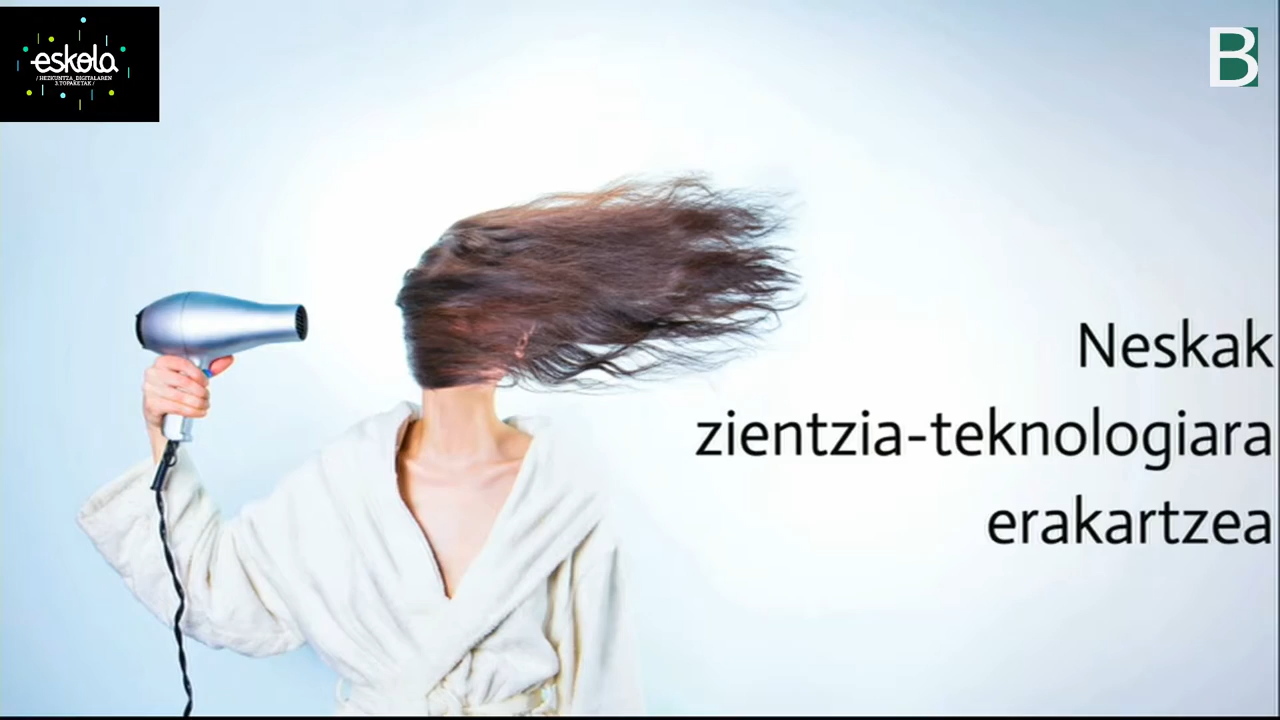 eskola
/ HEZKUNTZA_DIGITALAREN
3.TOPAKETAK /
B
Neskak
zientzia-teknologiara
erakartzea